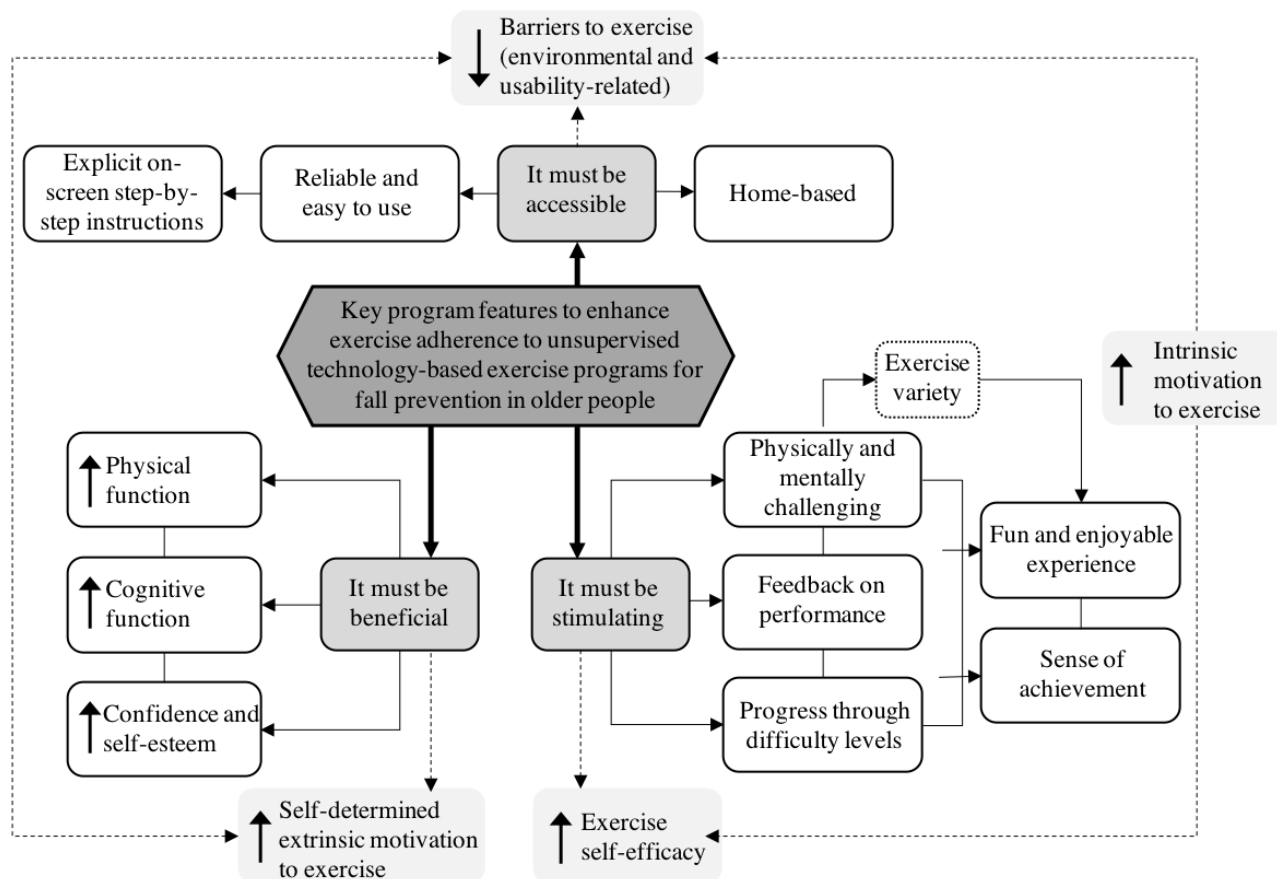 Barriers to exercise
(environmental and
usability-related)
Explicit on-
screen step-by-
step instructions
Reliable and
easy to use
It must be
accessible
Home-based
Key program features to enhance
exercise adherence to unsupervised
technology-based exercise programs for
fall prevention in older people
Exercise
variety
Intrinsic
motivation
to exercise
Physical
function
Cognitive
function
Confidence and
self-esteem
It must be
beneficial
It must be
stimulating
Physically and
mentally
challenging
Feedback on
performance
Progress through
difficulty levels
Fun and enjoyable
experience
Sense of
achievement
Self-determined
extrinsic motivation
to exercise
Exercise
self-efficacy